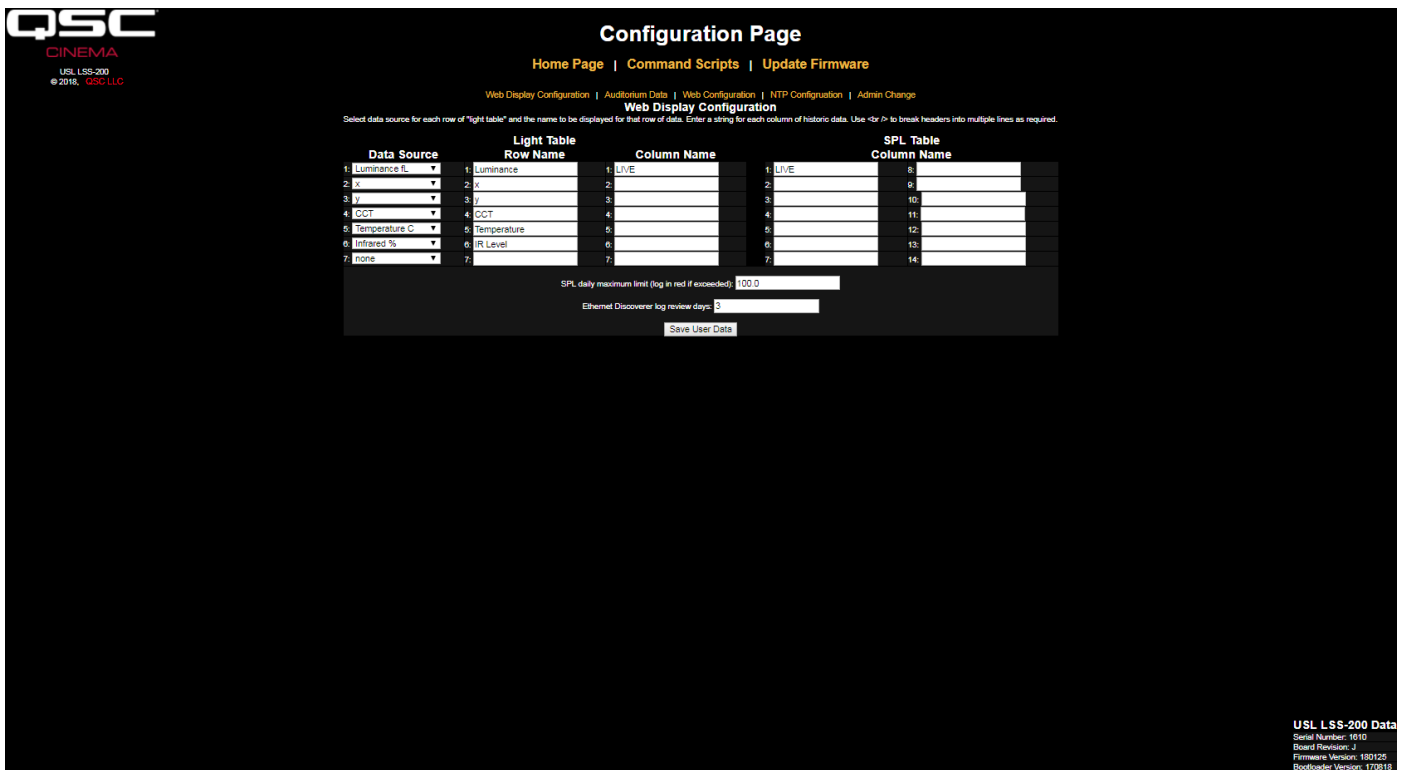 QSC
CINEMA
USL LSS-200
© 2018, QSC LLC
Configuration Page
Home Page | Command Scripts | Update Firmware
Web Display Configuration | Auditorium Data | Web Configuration | NTP Configruation | Admin Change
Web Display Configuration
Select data source for each row of "light table" and the name to be displayed for that row of data. Enter a string for each column of historic data. Use <br /> to break headers into multiple lines as required.
Light Table SPL Table
Data Source Row Name Column Name Column Name
1: Luminance fL 1: Luminance 1: LIVE 1: LIVE 8:
2: x 2: x 2: 2: 9:
3: y 3: y 3: 3: 10:
4: CCT 4: CCT 4: 4: 11:
5: Temperature C 5: Temperature 5: 5: 12:
6: Infrared % 6: IR Level 6: 6: 13:
7: none 7: 7: 7: 14:
SPL daily maximum limit (log in red if exceeded): 100.0
Ethernet Discoverer log review days: 3
Save User Data
USL LSS-200 Data
Serial Number: 1610
Board Revision: J
Firmware Version: 180125
Bootloader Version: 170818